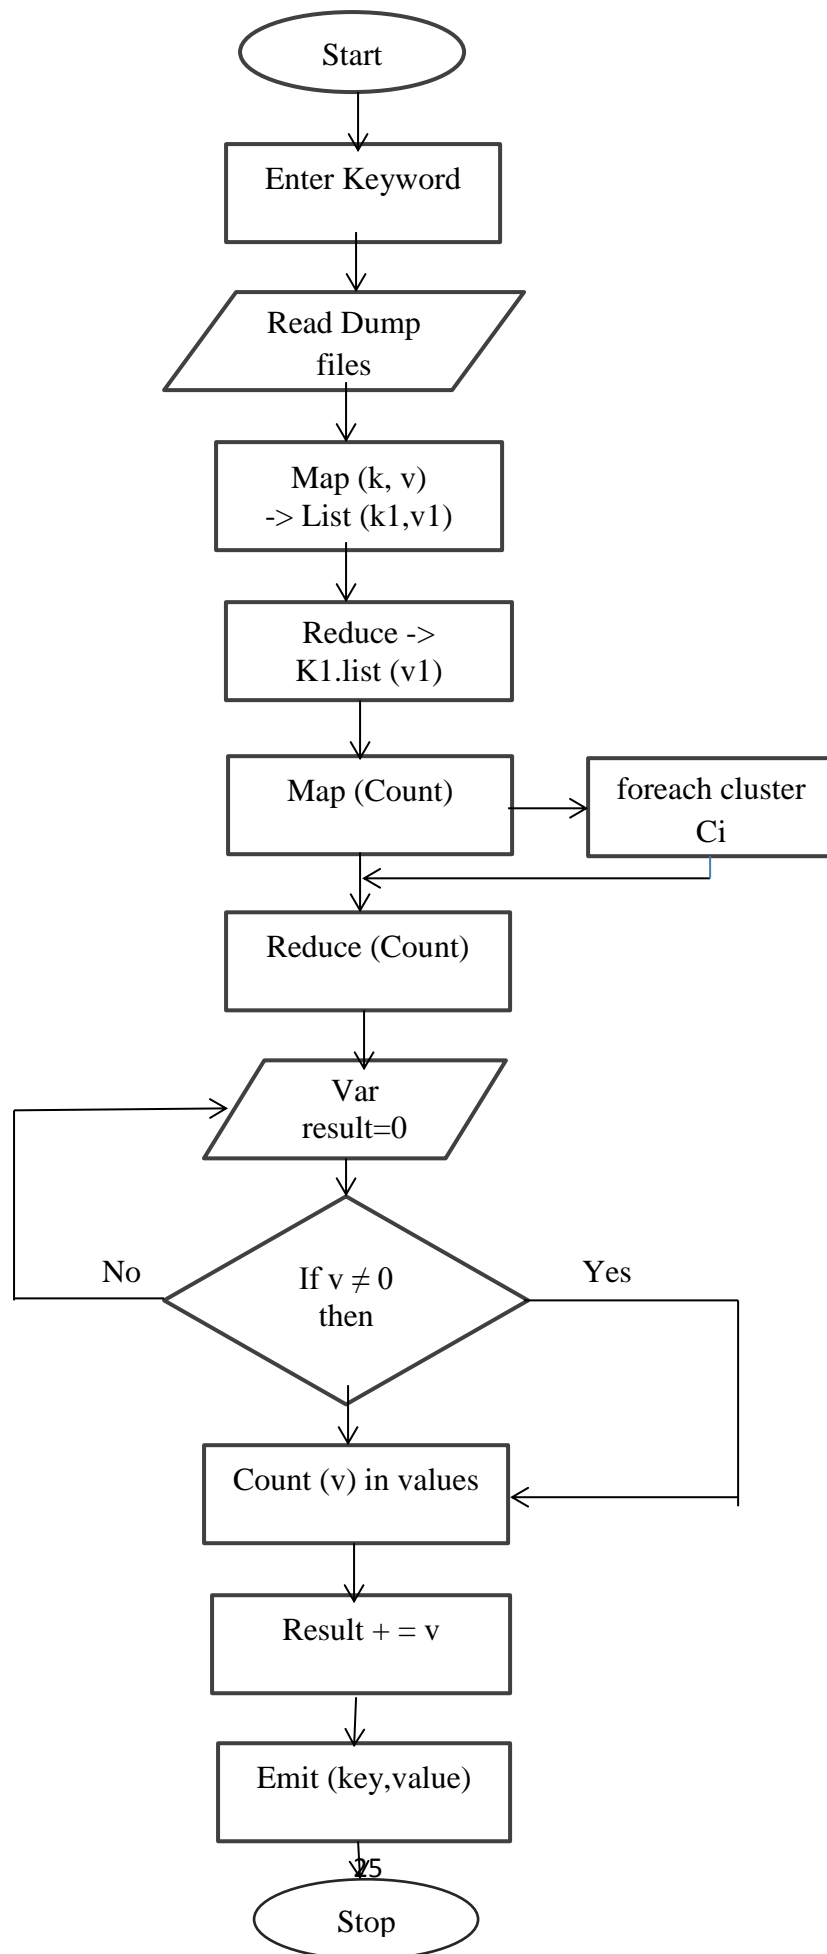 Start
Enter Keyword
Read Dump
files
Map (k, v)
-> List (k1,v1)
Reduce ->
K1.list (v1)
Map (Count)
foreach cluster
Ci
Reduce (Count)
Var
result=0
No
If v ≠ 0
then
Yes
Count (v) in values
Result + = v
Emit (key,value)
25
Stop